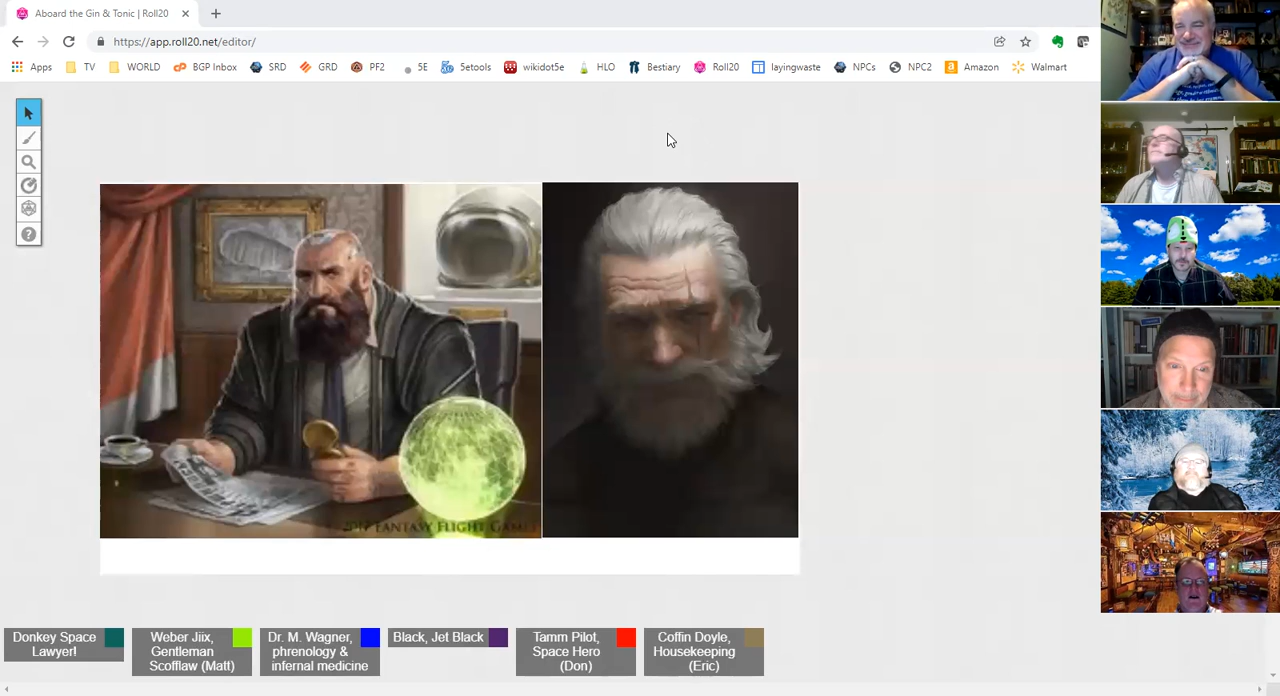 Aboard the Gin & Tonic | Roll20
https://app.roll20.net/editor/
Apps TV WORLD BGP Inbox SRD GRD PF2 5E 5etools wikidot5e HLO Bestiary Roll20 layingwaste NPCs NPC2 Amazon Walmart
2017 FANTASY FLIGHT GAMES
Donkey Space
Lawyer!
Weber Jiix,
Gentleman
Scofflaw (Matt)
Dr. M. Wagner,
phrenology &
infernal medicine
Black, Jet Black
Tamm Pilot,
Space Hero
(Don)
Coffin Doyle,
Housekeeping
(Eric)